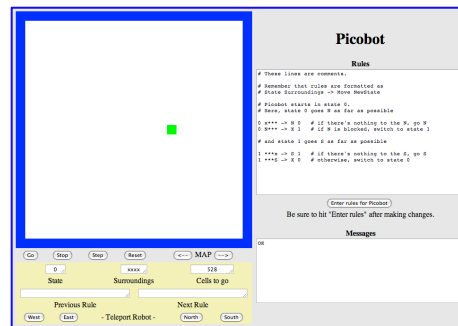 Picobot
Rules
# These lines are comments.
# Remember that rules are formatted as
# State Surroundings -> Move NewState
# Picobot starts in state 0.
# Here, state 0 goes N as far as possible
0 x*** -> N 0 # if there's nothing to the N, go N
0 N*** -> X 1 # if N is blocked, switch to state 1
# and state 1 goes S as far as possible
1 ***x -> S 1 # if there's nothing to the S, go S
1 ***S -> X 0 # otherwise, switch to state 0
Enter rules for Picobot
Be sure to hit "Enter rules" after making changes.
Messages
OK
Go Stop Step Reset <-- MAP -->
0 xxxx 528
State Surroundings Cells to go
Previous Rule Next Rule
West East - Teleport Robot - North South